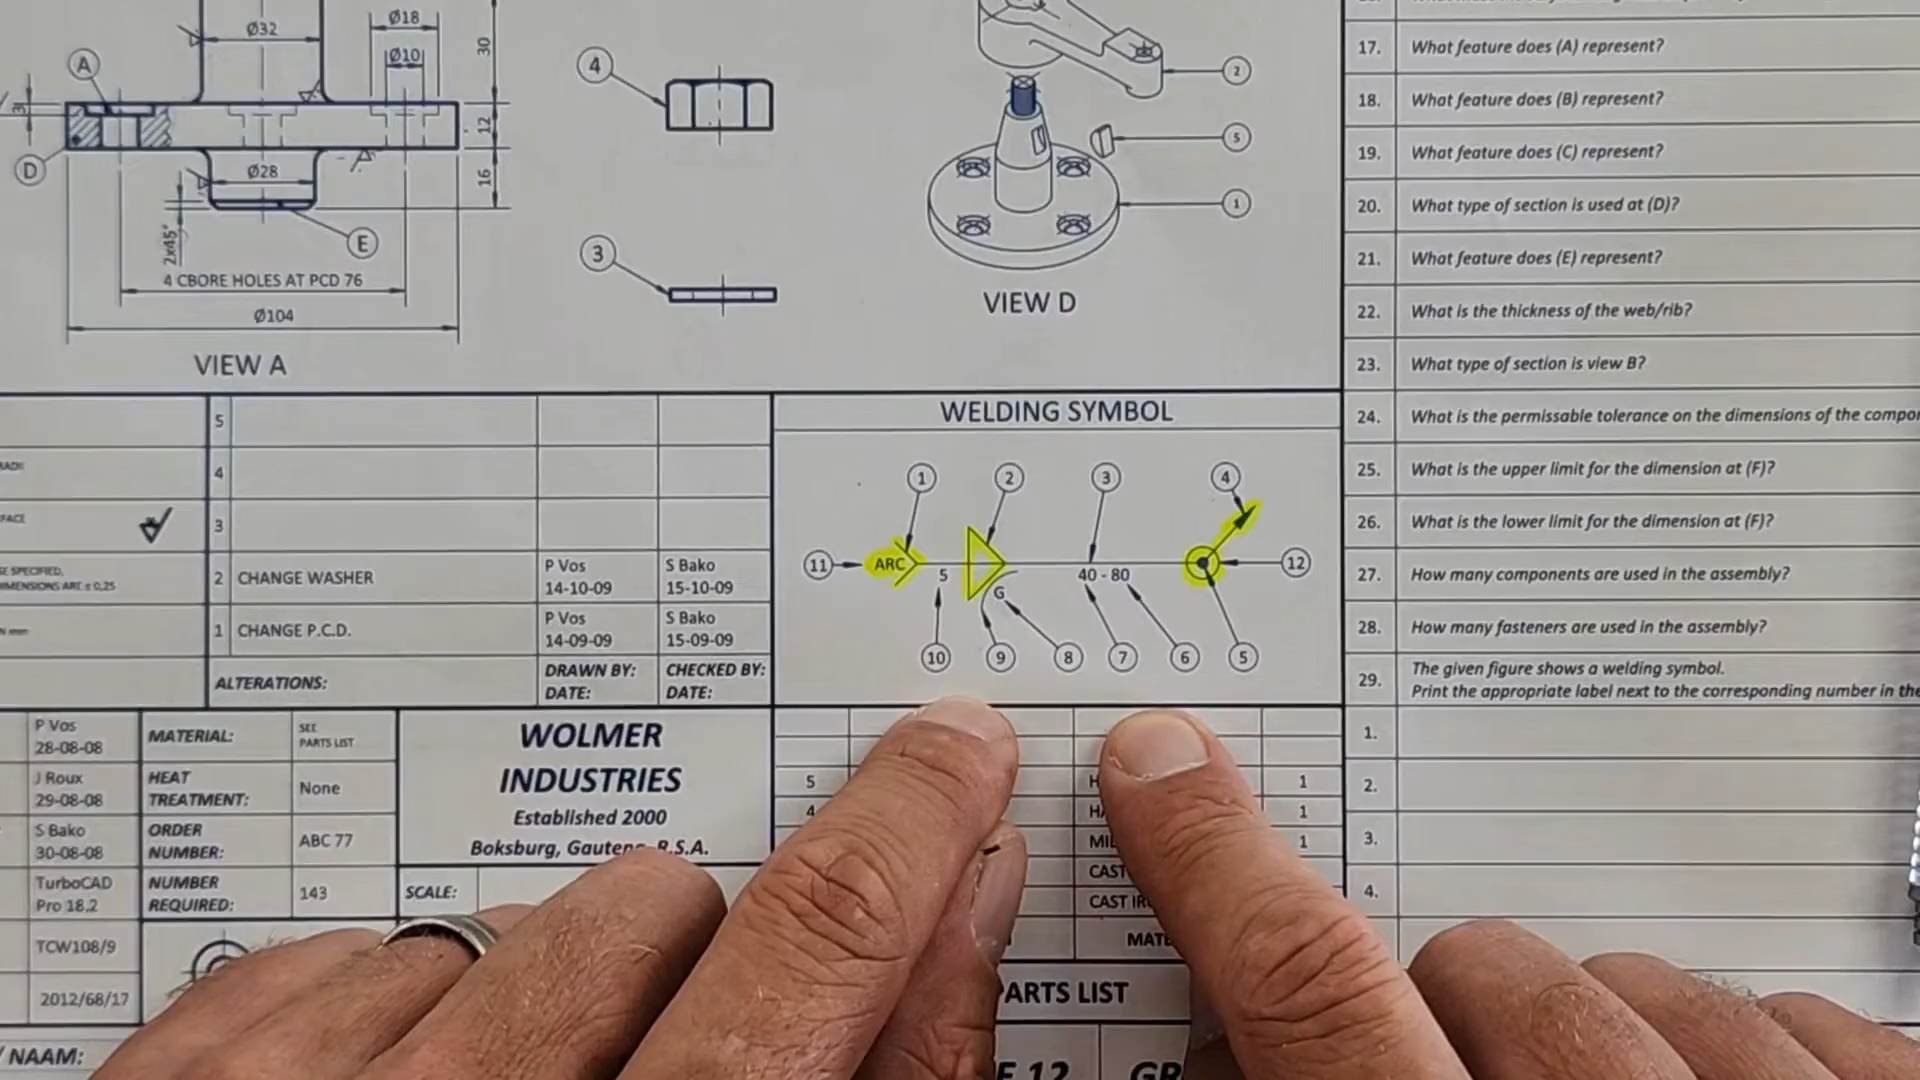 Ø32
Ø18
Ø10
30
A
3
12
D
Ø28
16
2x45°
E
4 CBORE HOLES AT PCD 76
Ø104
VIEW A
4
3
2
5
1
VIEW D
17. What feature does (A) represent?
18. What feature does (B) represent?
19. What feature does (C) represent?
20. What type of section is used at (D)?
21. What feature does (E) represent?
22. What is the thickness of the web/rib?
23. What type of section is view B?
24. What is the permissable tolerance on the dimensions of the compo
25. What is the upper limit for the dimension at (F)?
26. What is the lower limit for the dimension at (F)?
27. How many components are used in the assembly?
28. How many fasteners are used in the assembly?
29. The given figure shows a welding symbol.
Print the appropriate label next to the corresponding number in the
1.
2.
3.
4.
5
4
3
2 CHANGE WASHER P Vos 14-10-09 S Bako 15-10-09
1 CHANGE P.C.D. P Vos 14-09-09 S Bako 15-09-09
ALTERATIONS: DRAWN BY: DATE: CHECKED BY: DATE:
WELDING SYMBOL
1 2 3 4
11 ARC 12
5 40 - 80
G
10 9 8 7 6 5
P Vos
28-08-08
MATERIAL:
SEE
PARTS LIST
J Roux
29-08-08
HEAT
TREATMENT:
None
S Bako
30-08-08
ORDER
NUMBER:
ABC 77
TurboCAD
Pro 18,2
NUMBER
REQUIRED:
143
TCW108/9
2012/68/17
WOLMER
INDUSTRIES
Established 2000
Boksburg, Gauteng R.S.A.
SCALE:
5 1
4 1
1
CAST
CAST IR
PARTS LIST
NAAM: